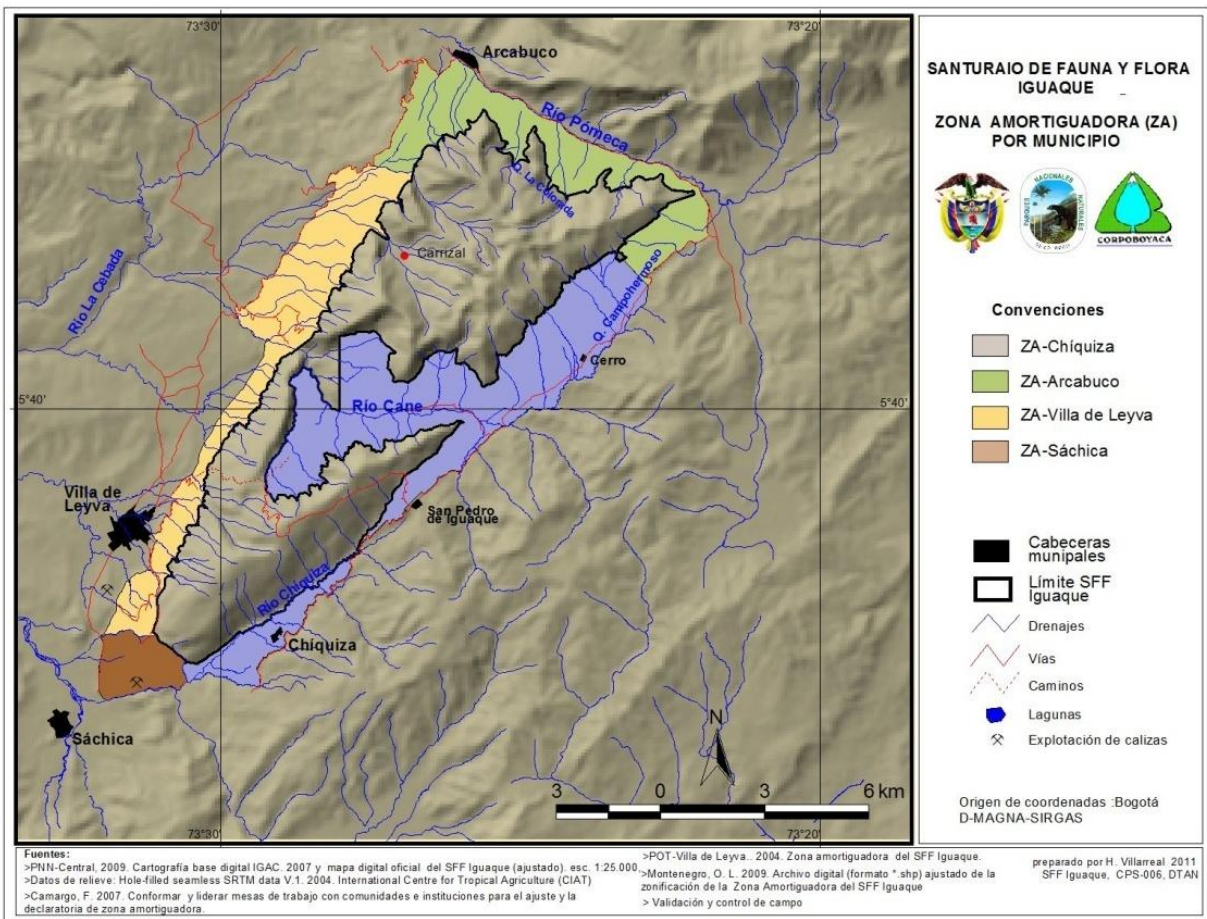 73°30'
73°20'
Arcabuco
Río Pómeca
Q. La Colorada
Carrizal
Río La Cebada
Q. Campohermoso
Cerro
5°40'
5°40'
Río Cane
Villa de
Leyva
San Pedro
de Iguaque
Río Chíquiza
Chíquiza
Sáchica
N
3 0 3 6 km
73°30'
73°20'
SANTURAIO DE FAUNA Y FLORA
IGUAQUE
ZONA AMORTIGUADORA (ZA)
POR MUNICIPIO
PARQUES NACIONALES NATURALES
CORPOBOYACA
Convenciones
ZA-Chíquiza
ZA-Arcabuco
ZA-Villa de Leyva
ZA-Sáchica
Cabeceras
munipales
Límite SFF
Iguaque
Drenajes
Vías
Caminos
Lagunas
Explotación de calizas
Origen de coordenadas :Bogotá
D-MAGNA-SIRGAS
Fuentes:
>PNN-Central, 2009. Cartografía base digital IGAC. 2007 y mapa digital oficial del SFF Iguaque (ajustado). esc. 1:25.000.
>Datos de relieve: Hole-filled seamless SRTM data V.1. 2004. International Centre for Tropical Agriculture (CIAT)
>Camargo, F. 2007. Conformar y liderar mesas de trabajo con comunidades e instituciones para el ajuste y la
declaratoria de zona amortiguadora.
>POT-Villa de Leyva.. 2004. Zona amortiguadora del SFF Iguaque.
>Montenegro, O. L. 2009. Archivo digital (formato *.shp) ajustado de la
zonificación de la Zona Amortiguadora del SFF Iguaque
> Validación y control de campo
preparado por H. Villarreal 2011
SFF Iguaque, CPS-006, DTAN